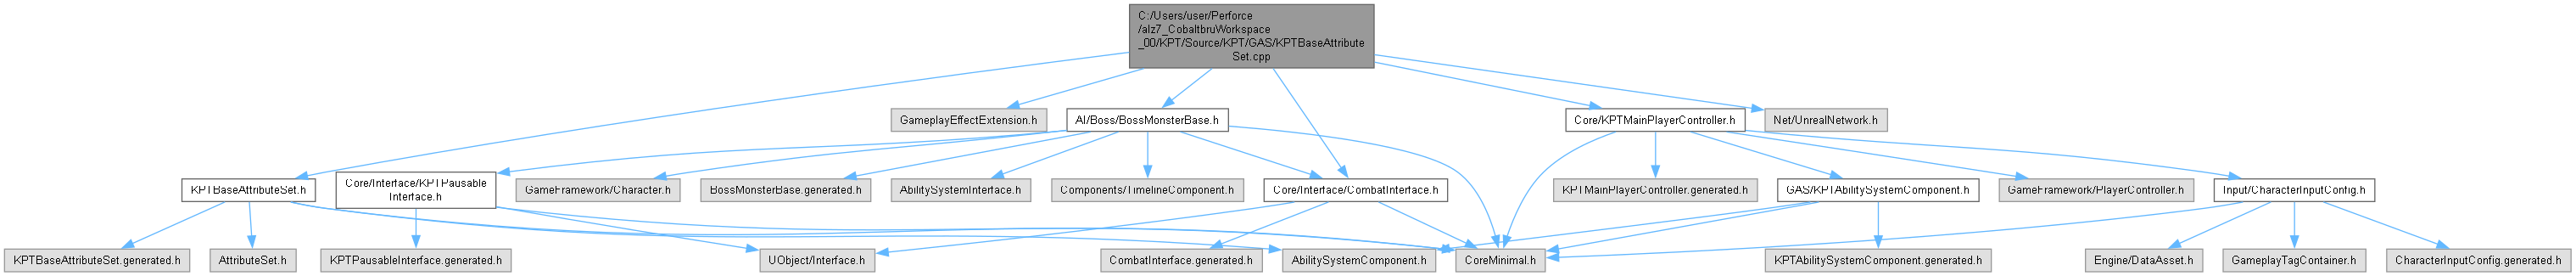 C:/Users/user/Perforce
/alz7_CobaltbruWorkspace
_00/KPT/Source/KPT/GAS/KPTBaseAttribute
Set.cpp
GameplayEffectExtension.h
AI/Boss/BossMonsterBase.h
Core/KPTMainPlayerController.h
Net/UnrealNetwork.h
KPTBaseAttributeSet.h
Core/Interface/KPTPausable
Interface.h
GameFramework/Character.h
BossMonsterBase.generated.h
AbilitySystemInterface.h
Components/TimelineComponent.h
Core/Interface/CombatInterface.h
KPTMainPlayerController.generated.h
GAS/KPTAbilitySystemComponent.h
GameFramework/PlayerController.h
Input/CharacterInputConfig.h
KPTBaseAttributeSet.generated.h
AttributeSet.h
KPTPausableInterface.generated.h
UObject/Interface.h
CombatInterface.generated.h
AbilitySystemComponent.h
CoreMinimal.h
KPTAbilitySystemComponent.generated.h
Engine/DataAsset.h
GameplayTagContainer.h
CharacterInputConfig.generated.h